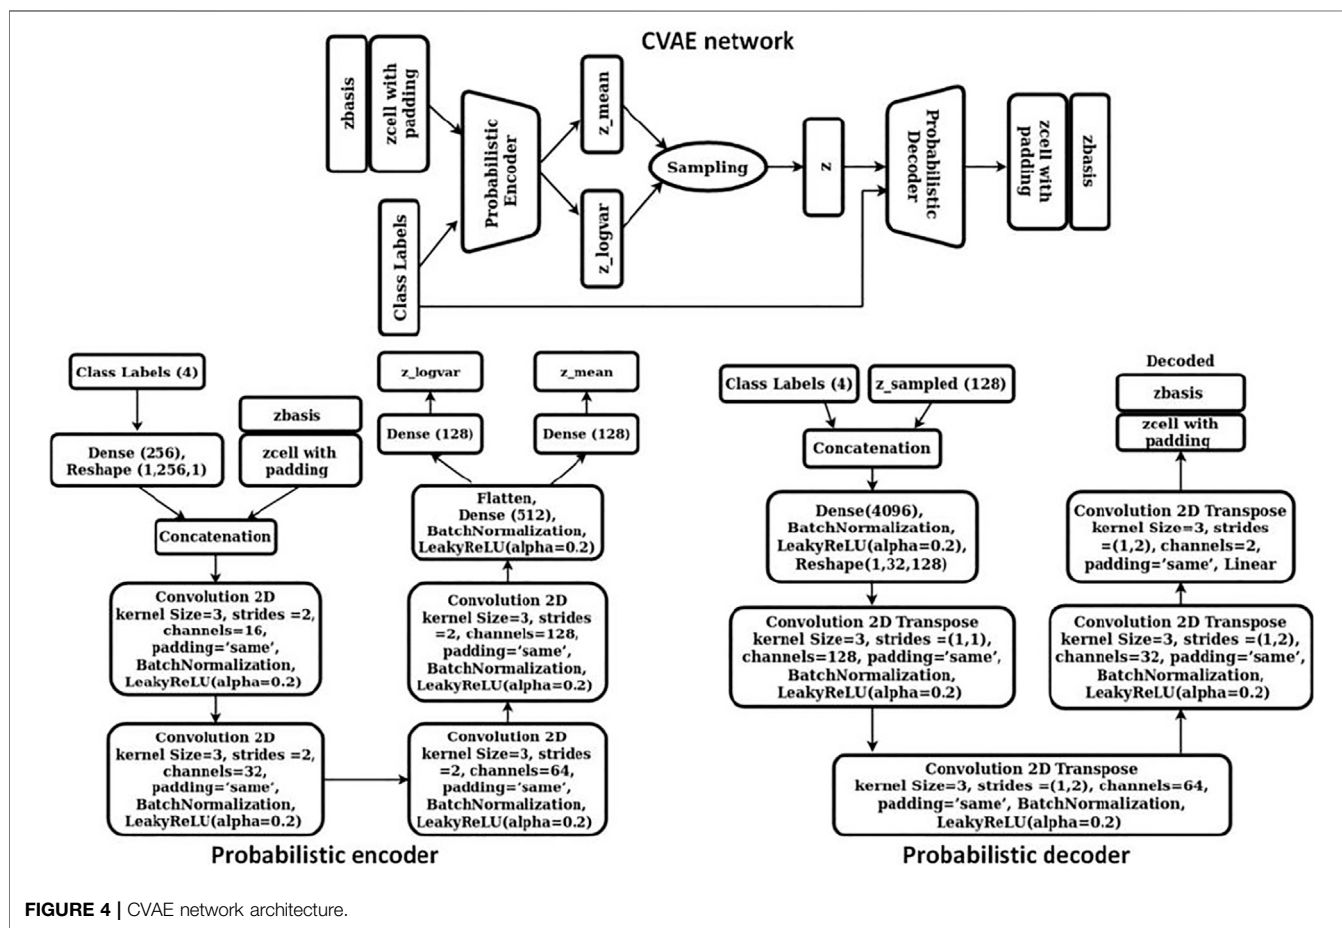 CVAE network
zbasis
zcell with
padding
Class Labels
Probabilistic
Encoder
z_mean
z_logvar
Sampling
z
Probabilistic
Decoder
zcell with
padding
zbasis
Class Labels (4)
Dense (256),
Reshape (1,256,1)
zbasis
zcell with
padding
Concatenation
Convolution 2D
kernel Size=3, strides =2,
channels=16,
padding='same',
BatchNormalization,
LeakyReLU(alpha=0.2)
Convolution 2D
kernel Size=3, strides =2,
channels=32,
padding='same',
BatchNormalization,
LeakyReLU(alpha=0.2)
Convolution 2D
kernel Size=3, strides
=2, channels=64,
padding='same',
BatchNormalization,
LeakyReLU(alpha=0.2)
Convolution 2D
kernel Size=3, strides
=2, channels=128,
padding='same',
BatchNormalization,
LeakyReLU(alpha=0.2)
Flatten,
Dense (512),
BatchNormalization,
LeakyReLU(alpha=0.2)
Dense (128)
Dense (128)
z_logvar
z_mean
Probabilistic encoder
Class Labels (4)
z_sampled (128)
Concatenation
Dense(4096),
BatchNormalization,
LeakyReLU(alpha=0.2),
Reshape(1,32,128)
Convolution 2D Transpose
kernel Size=3, strides =(1,1),
channels=128, padding='same',
BatchNormalization,
LeakyReLU(alpha=0.2)
Convolution 2D Transpose
kernel Size=3, strides =(1,2), channels=64,
padding='same', BatchNormalization,
LeakyReLU(alpha=0.2)
Convolution 2D Transpose
kernel Size=3, strides =(1,2),
channels=32, padding='same',
BatchNormalization,
LeakyReLU(alpha=0.2)
Convolution 2D Transpose
kernel Size=3, strides
=(1,2), channels=2,
padding='same', Linear
Decoded
zbasis
zcell with
padding
Probabilistic decoder
FIGURE 4 | CVAE network architecture.